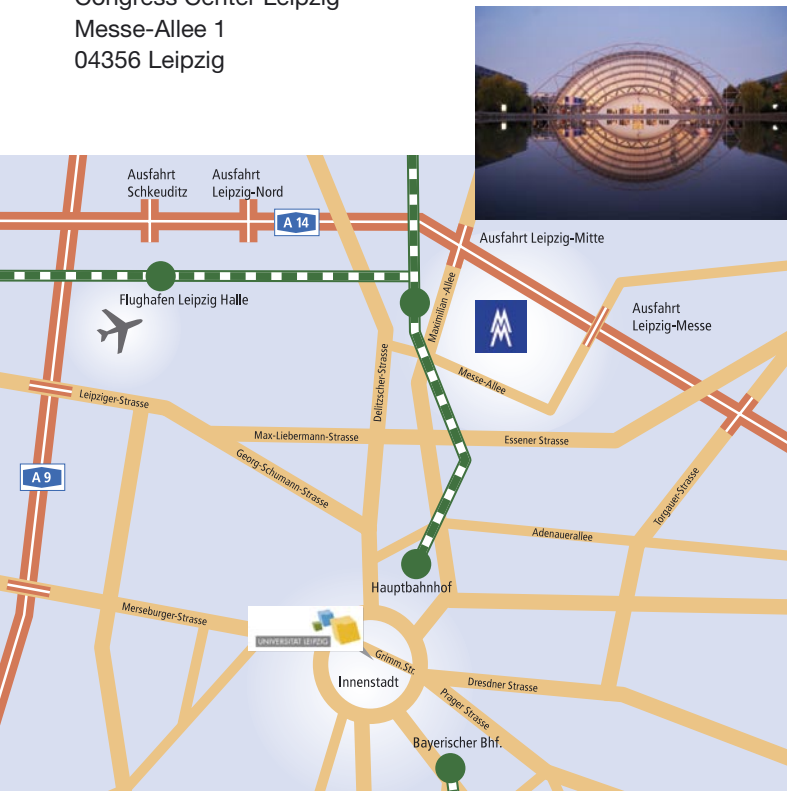 Congress Center Leipzig
Messe-Allee 1
04356 Leipzig
Ausfahrt
Schkeuditz
Ausfahrt
Leipzig-Nord
A 14
Ausfahrt Leipzig-Mitte
Flughafen Leipzig Halle
Maximilian -Allee
Ausfahrt
Leipzig-Messe
Delitzscher-Strasse
Messe-Allee
Leipziger-Strasse
Max-Liebermann-Strasse
Essener Strasse
Georg-Schumann-Strasse
A 9
Torgauer-Strasse
Adenauerallee
Hauptbahnhof
Merseburger-Strasse
UNIVERSITÄT LEIPZIG
Grimm.Str.
Innenstadt
Dresdner Strasse
Prager Strasse
Bayerischer Bhf.